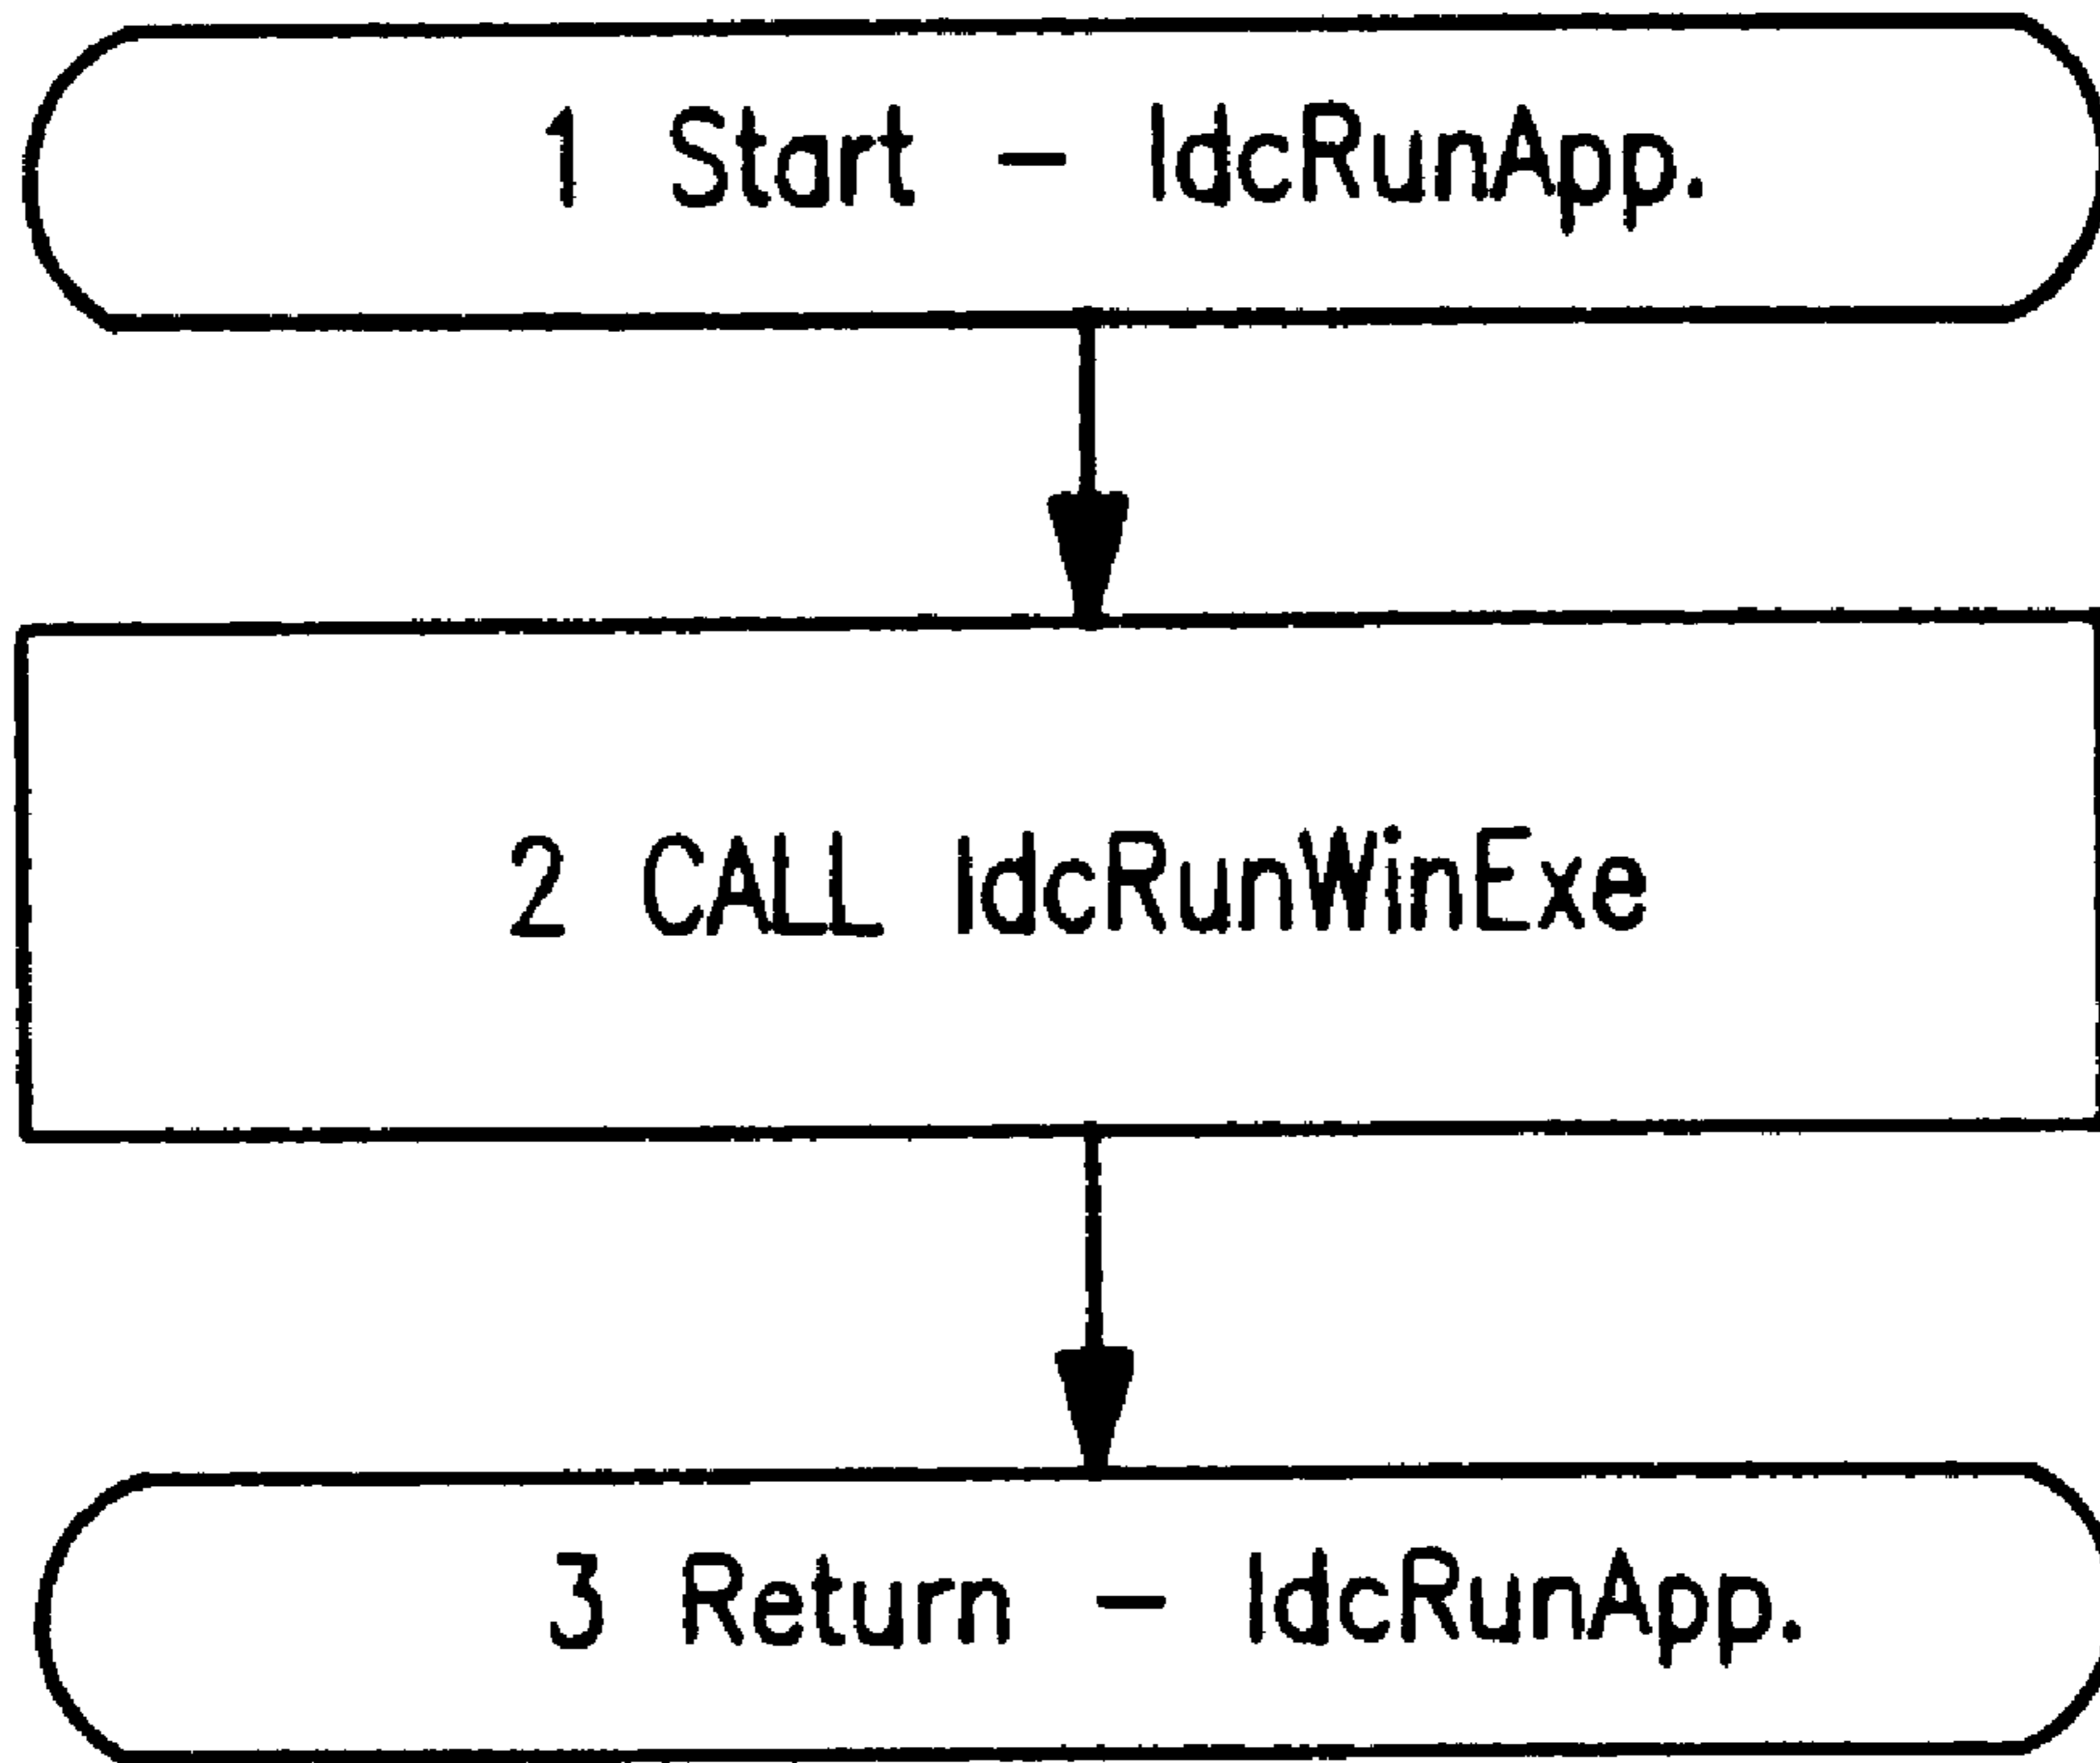 1 Start - IdcRunApp.
2 CALL IdcRunWinExe
3 Return - IdcRunApp.